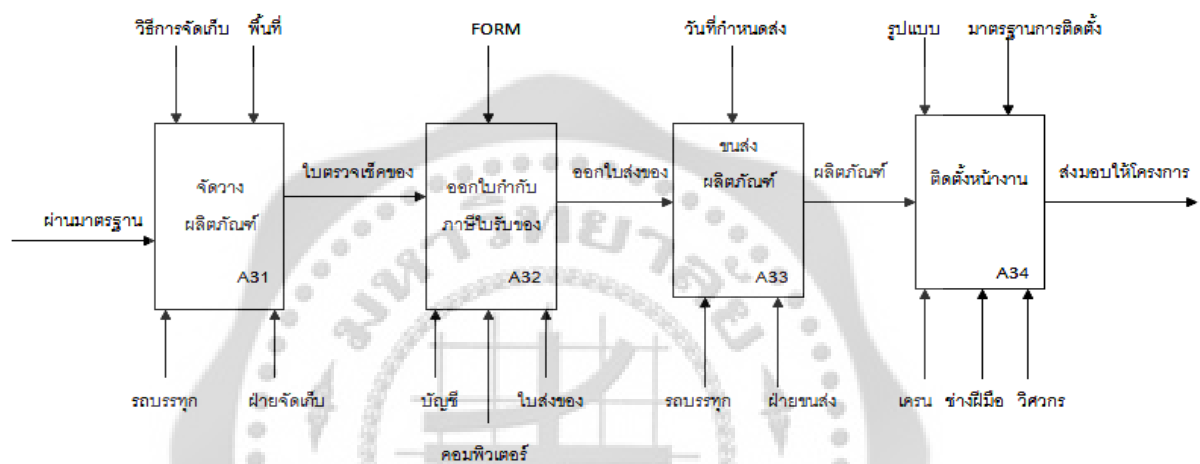 วิธีการจัดเก็บ พื้นที่ FORM วันที่กำหนดส่ง รูปแบบ มาตรฐานการติดตั้ง
จัดวาง
ผลิตภัณฑ์
A31
ออกใบกำกับ
ภาษีใบรับของ
A32
ขนส่ง
ผลิตภัณฑ์
A33
ติดตั้งหน้างาน
A34
ผ่านมาตรฐาน
ใบตรวจเช็คของ
ออกใบส่งของ
ผลิตภัณฑ์
ส่งมอบให้โครงการ
รถบรรทุก ฝ่ายจัดเก็บ บัญชี ใบส่งของ รถบรรทุก ฝ่ายขนส่ง เครน ช่างฝีมือ วิศวกร
คอมพิวเตอร์
มหาวิทยาลัย